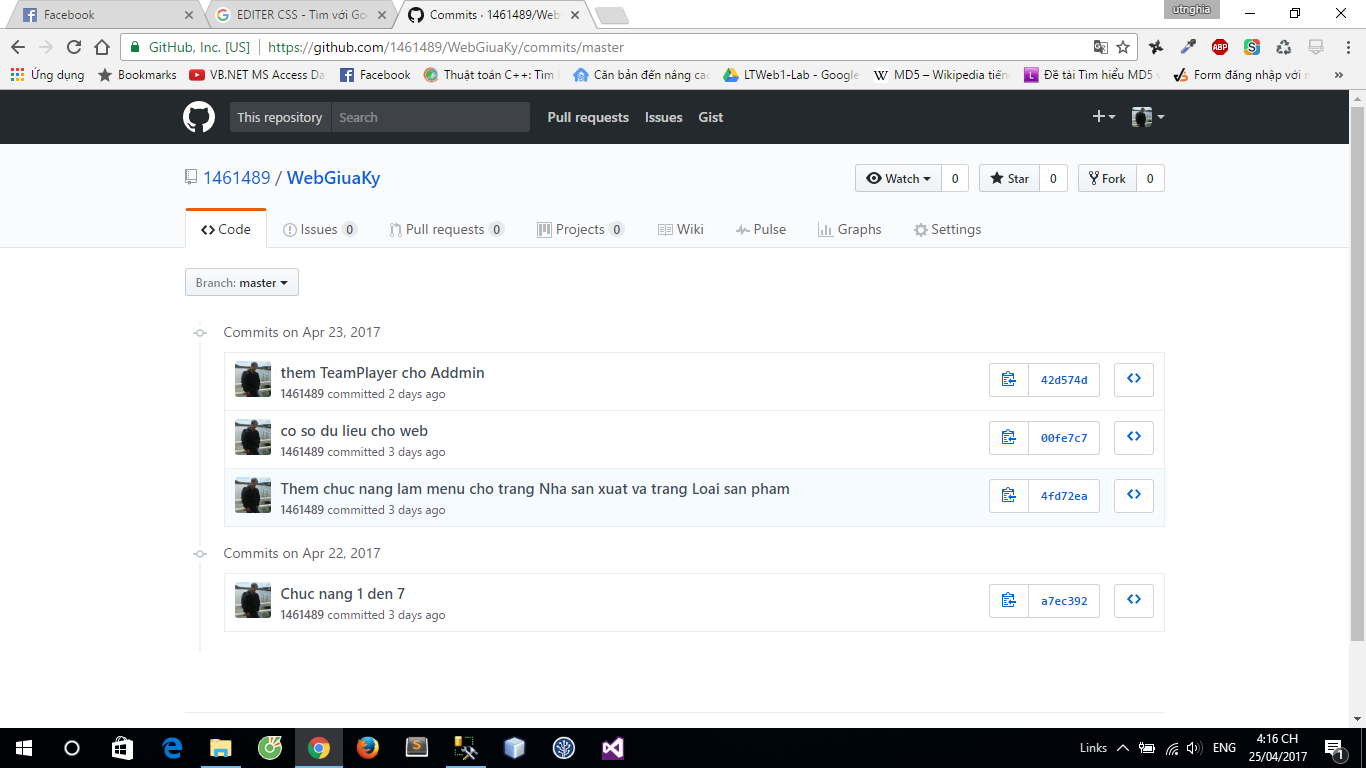 Facebook
EDITER CSS - Tìm với Go
Commits · 1461489/Web
utnghia
GitHub, Inc. [US]
https://github.com/1461489/WebGiuaKy/commits/master
Ứng dụng
Bookmarks
VB.NET MS Access Da
Facebook
Thuật toán C++: Tìm
Căn bản đến nâng cao
LTWeb1-Lab - Google
MD5 – Wikipedia tiến
Đề tài Tìm hiểu MD5
Form đăng nhập với
»
This repository
Search
Pull requests
Issues
Gist
1461489 / WebGiuaKy
Watch 0
Star 0
Fork 0
Code
Issues 0
Pull requests 0
Projects 0
Wiki
Pulse
Graphs
Settings
Branch: master
Commits on Apr 23, 2017
them TeamPlayer cho Addmin
1461489 committed 2 days ago
42d574d
co so du lieu cho web
1461489 committed 3 days ago
00fe7c7
Them chuc nang lam menu cho trang Nha san xuat va trang Loai san pham
1461489 committed 3 days ago
4fd72ea
Commits on Apr 22, 2017
Chuc nang 1 den 7
1461489 committed 3 days ago
a7ec392
Links
ENG
4:16 CH
25/04/2017
1